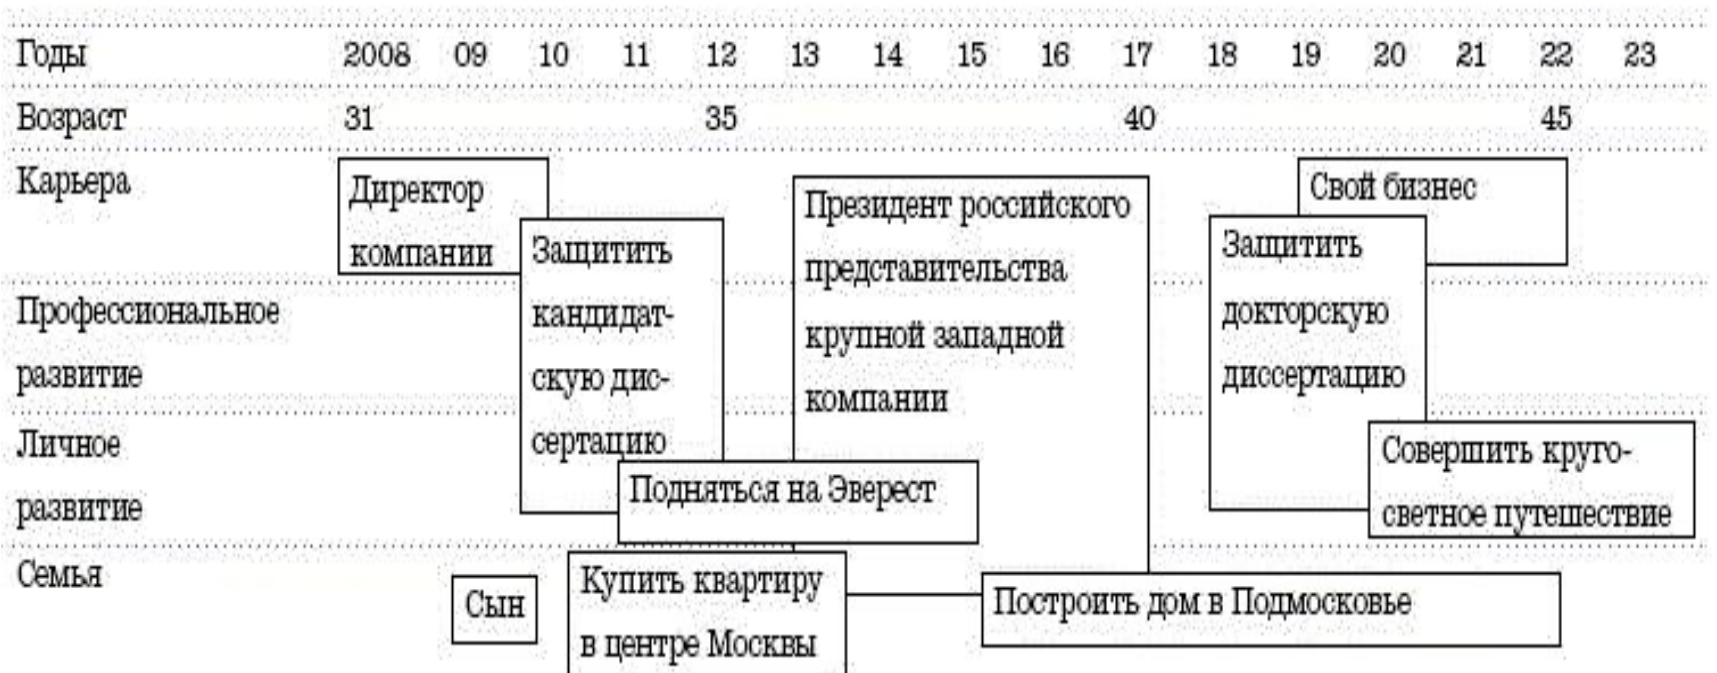 Годы 2008 09 10 11 12 13 14 15 16 17 18 19 20 21 22 23
Возраст 31 35 40 45
Карьера
Директор
компании
Защитить
кандидат-
скую дис-
сертацию
Президент российского
представительства
крупной западной
компании
Свой бизнес
Защитить
докторскую
диссертацию
Профессиональное
развитие
Личное
развитие
Подняться на Эверест
Совершить круго-
светное путешествие
Семья
Сын
Купить квартиру
в центре Москвы
Построить дом в Подмосковье